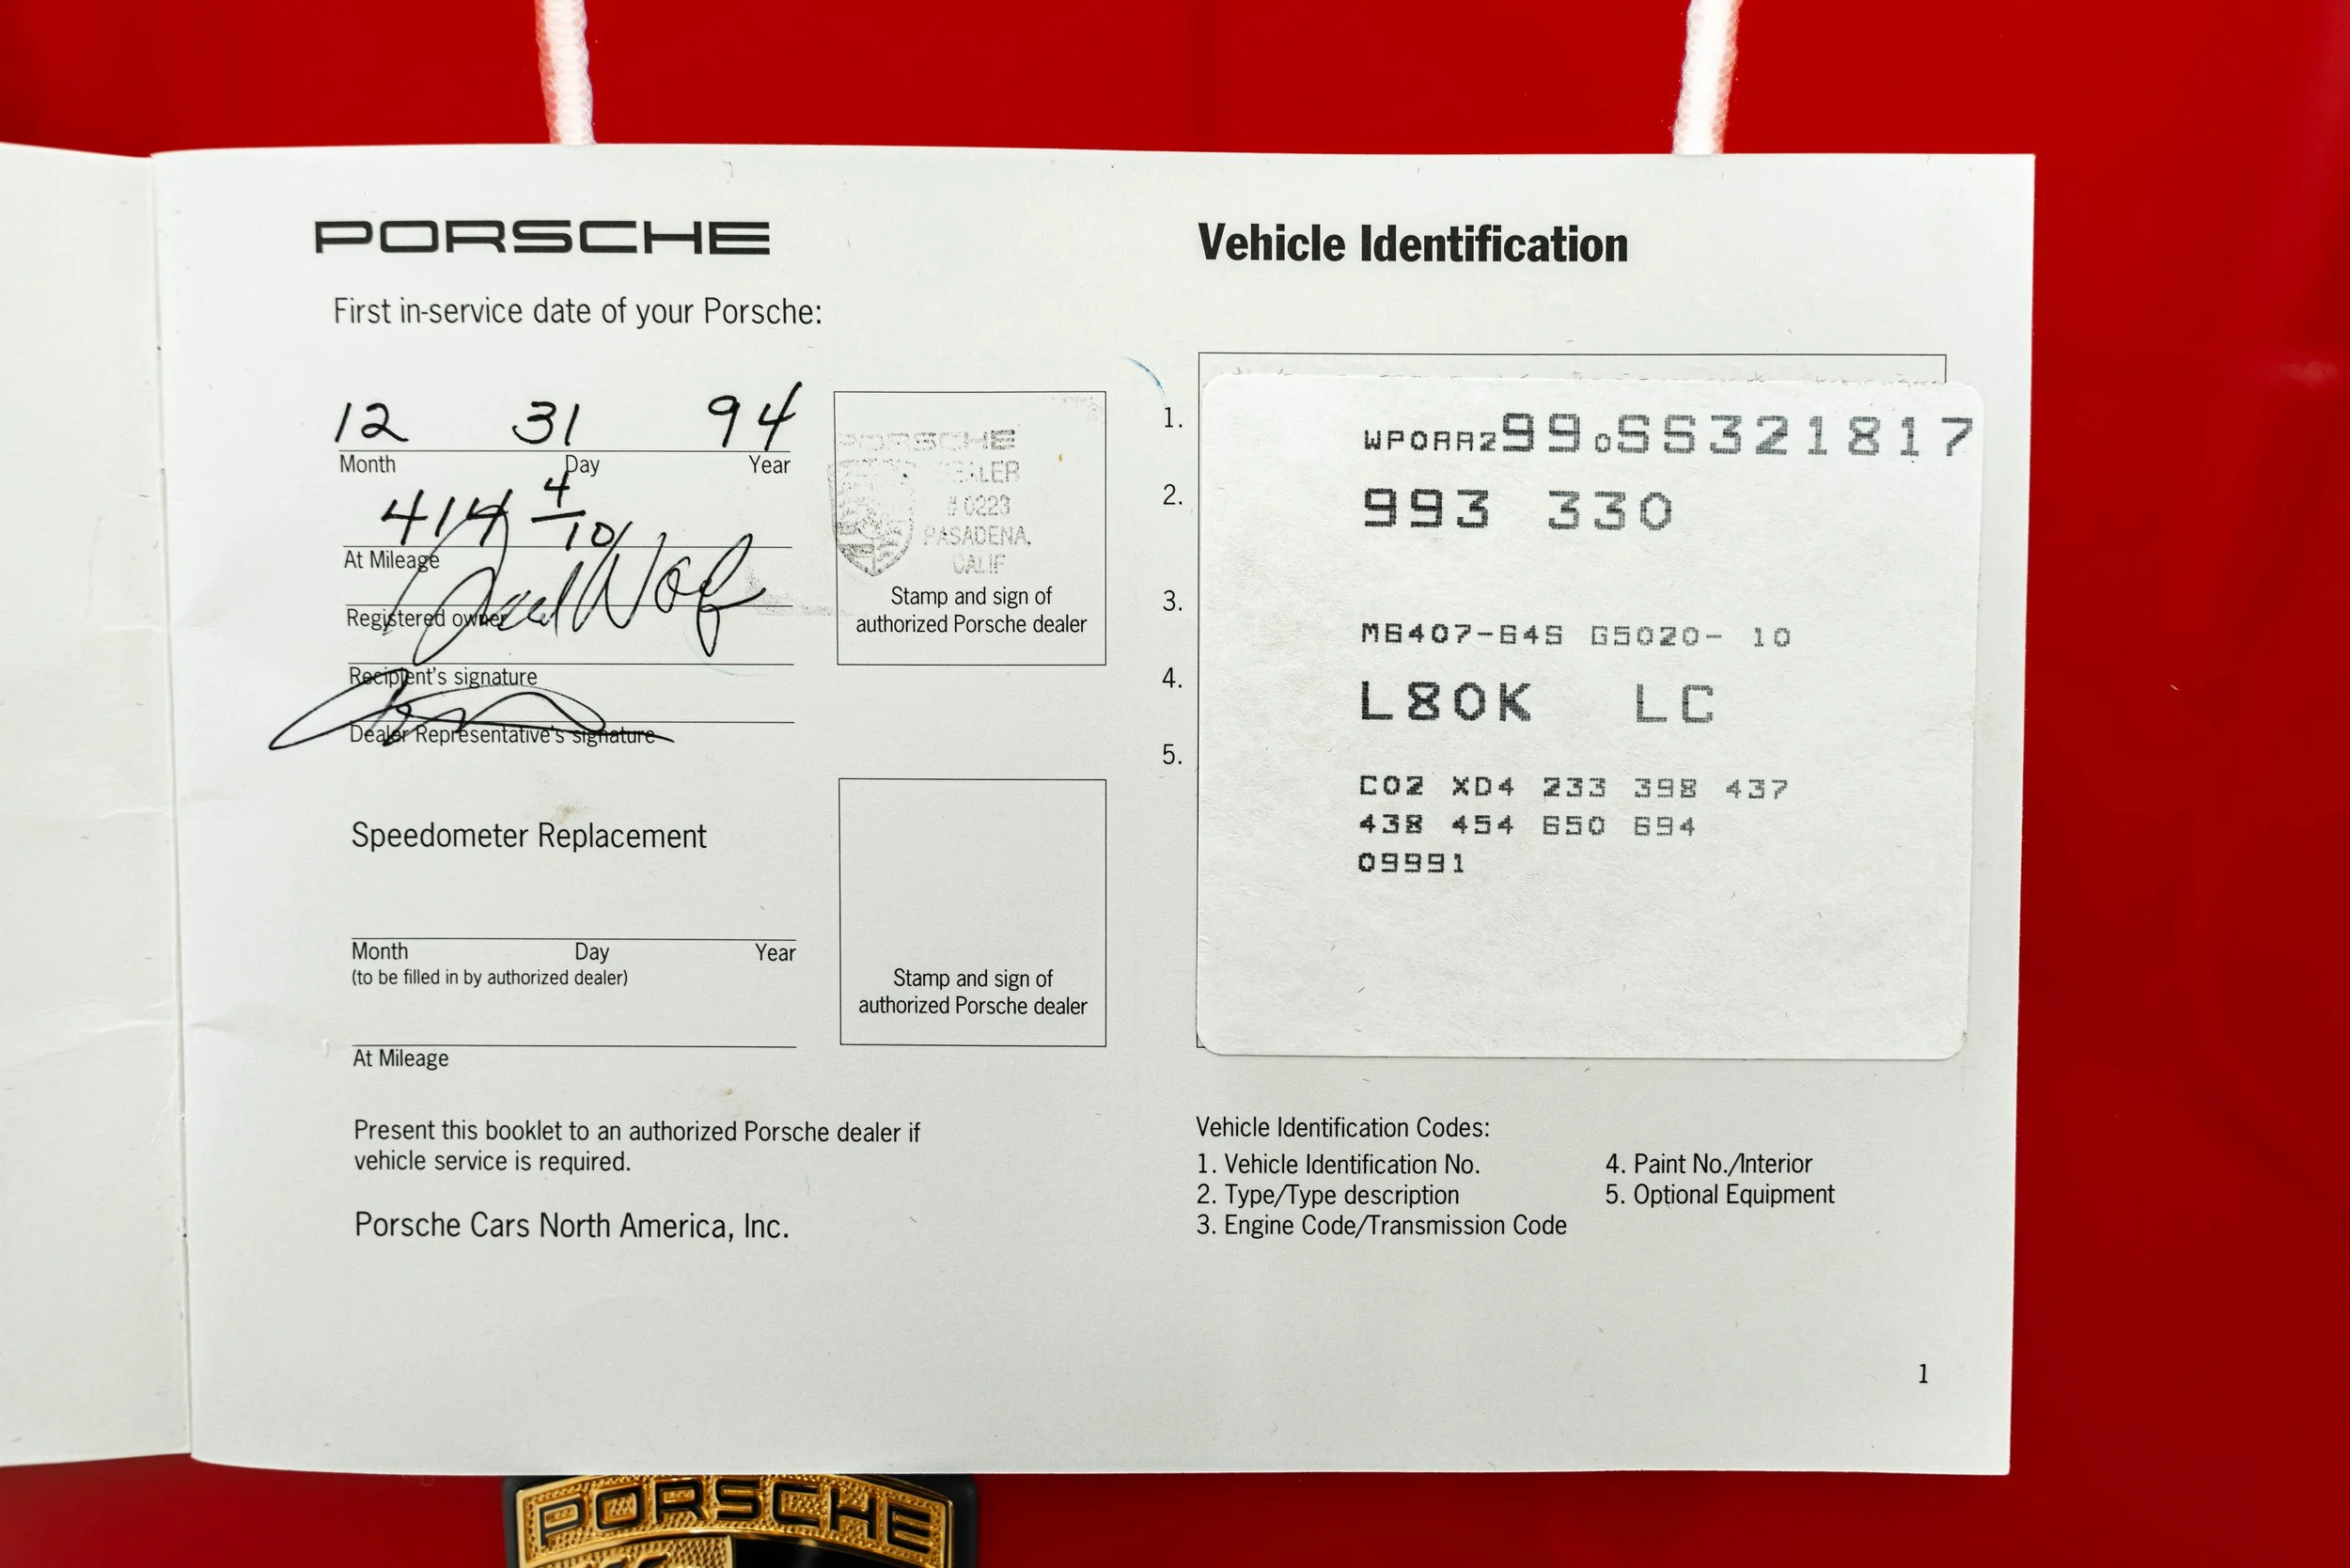 PORSCHE
First in-service date of your Porsche:
12 31 94
Month Day Year
414 4/10
At Mileage
Registered owner
Recipient's signature
Dealer Representative's signature
PORSCHE
DEALER
# 0223
PASADENA,
CALIF
Stamp and sign of
authorized Porsche dealer
Speedometer Replacement
Month Day Year
(to be filled in by authorized dealer)
At Mileage
Stamp and sign of
authorized Porsche dealer
Present this booklet to an authorized Porsche dealer if
vehicle service is required.
Porsche Cars North America, Inc.
Vehicle Identification
1. WP0AA2990SS321817
2. 993 330
3. M6407-64S G5020- 10
4. L80K LC
5. C02 XD4 233 398 437
438 454 650 694
09991
Vehicle Identification Codes:
1. Vehicle Identification No.
2. Type/Type description
3. Engine Code/Transmission Code
4. Paint No./Interior
5. Optional Equipment
1
PORSCHE